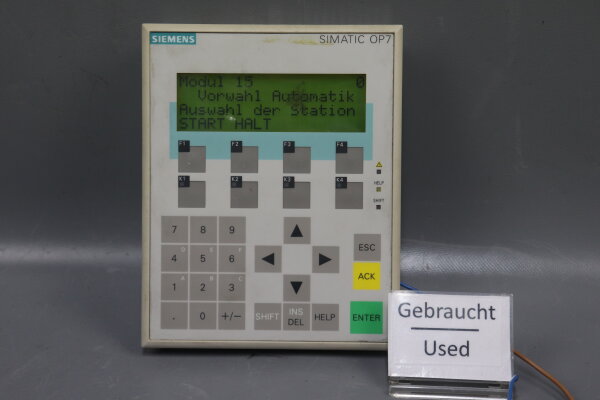 SIEMENS SIMATIC OP7
Modul 15 0
Vorwahl Automatik
Auswahl der Station
START HALT
F1 F2 F3 F4
K1 K2 K3 K4
HELP
SHIFT
7 8 9
D E F
4 5 6
ESC
A B C
1 2 3
ACK
. 0 +/-
SHIFT INS DEL HELP ENTER
Gebraucht
Used